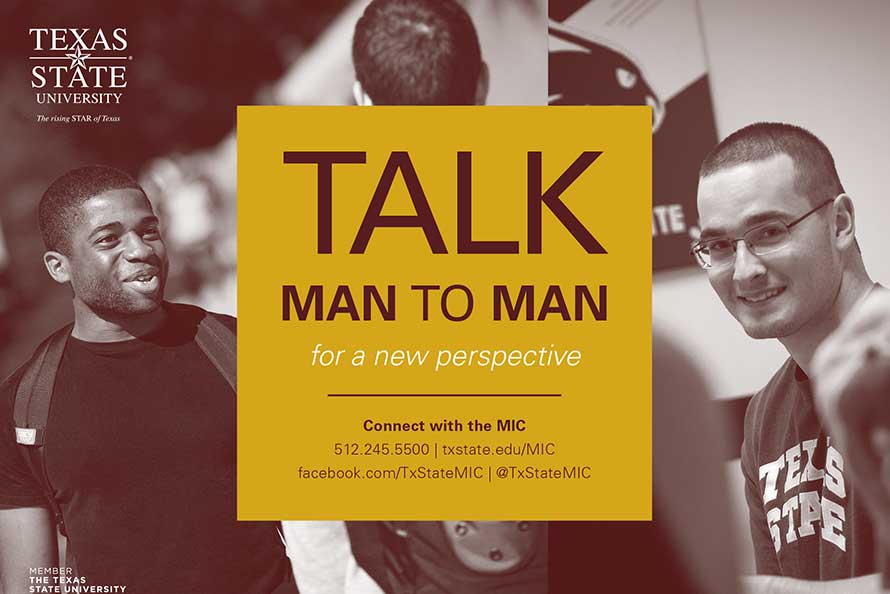 TEXAS
STATE
UNIVERSITY
®
The rising STAR of Texas
TALK
MAN TO MAN
for a new perspective
Connect with the MIC
512.245.5500 | txstate.edu/MIC
facebook.com/TxStateMIC | @TxStateMIC
TEXAS
STATE
MEMBER
THE TEXAS
STATE UNIVERSITY